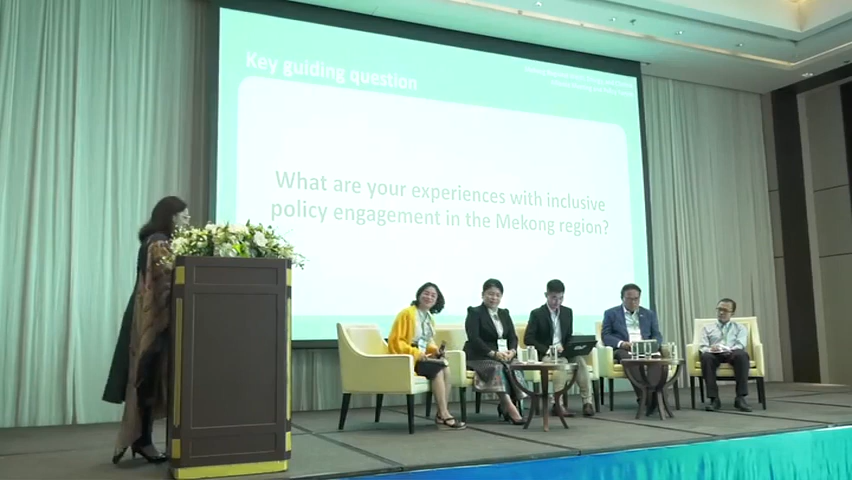 Key guiding question
What are your experiences with inclusive
policy engagement in the Mekong region?